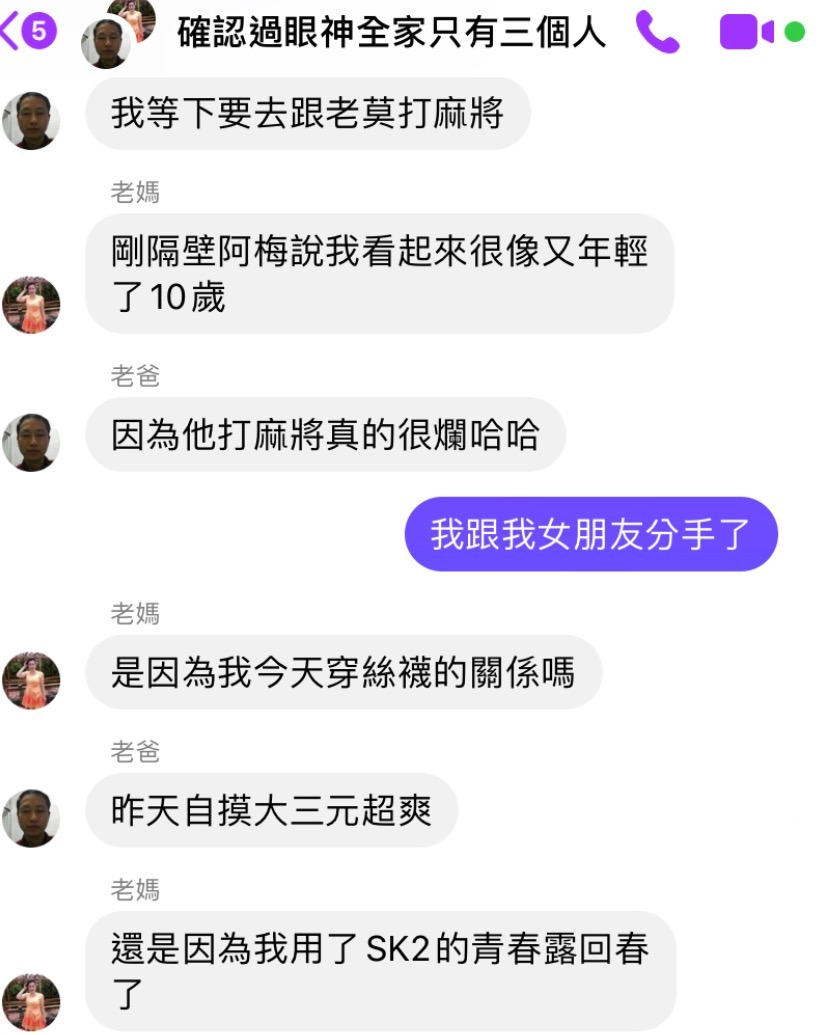 5
確認過眼神全家只有三個人
我等下要去跟老莫打麻將
老媽
剛隔壁阿梅說我看起來很像又年輕
了10歲
老爸
因為他打麻將真的很爛哈哈
我跟我女朋友分手了
老媽
是因為我今天穿絲襪的關係嗎
老爸
昨天自摸大三元超爽
老媽
還是因為我用了SK2的青春露回春
了